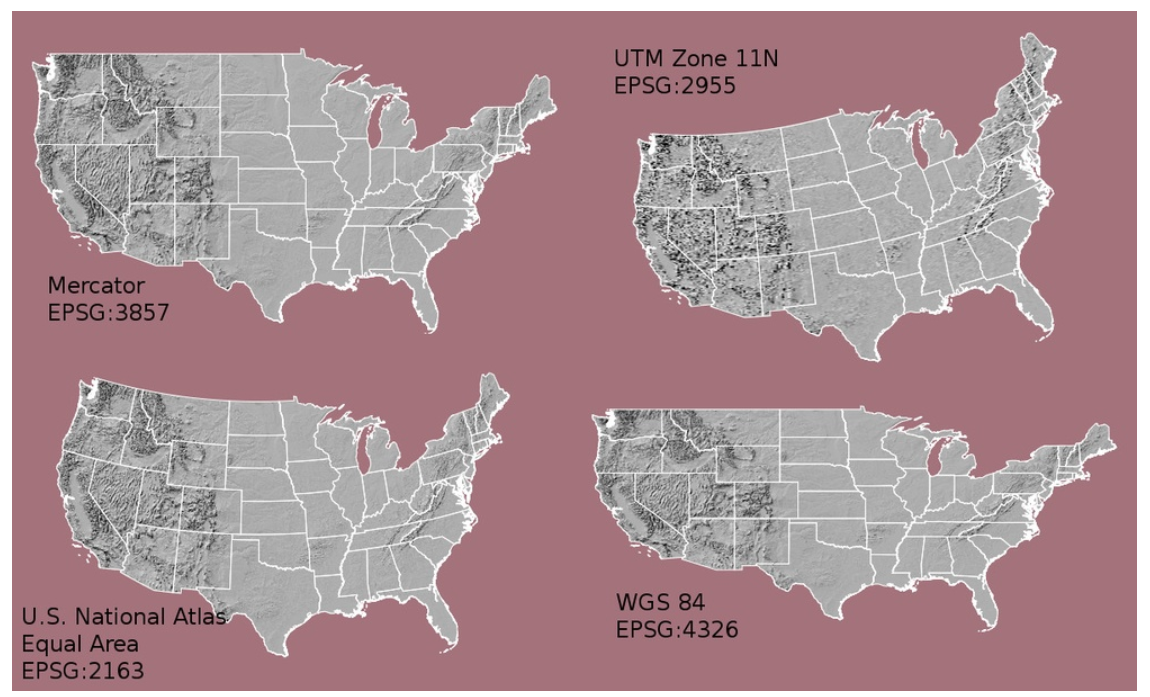 UTM Zone 11N
EPSG:2955
Mercator
EPSG:3857
U.S. National Atlas
Equal Area
EPSG:2163
WGS 84
EPSG:4326